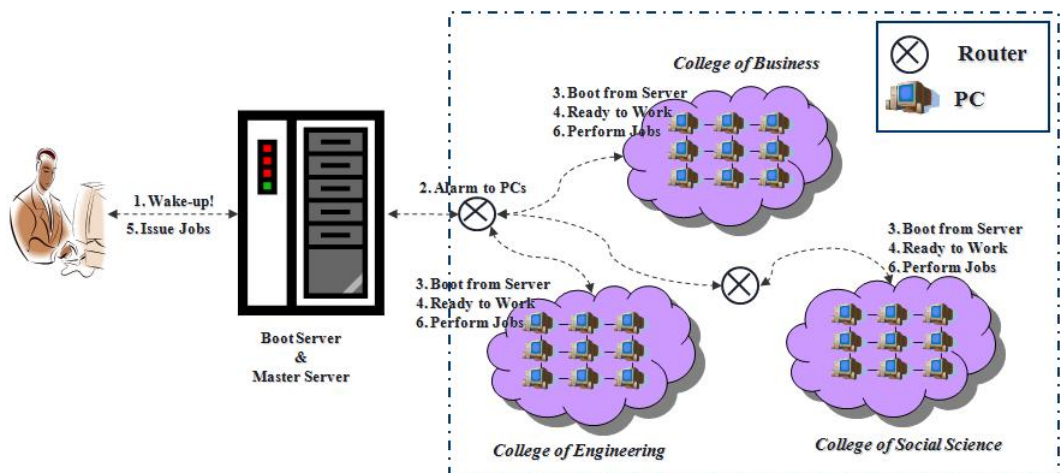 College of Business
Router
PC
3. Boot from Server
4. Ready to Work
6. Perform Jobs
1. Wake-up!
5. Issue Jobs
2. Alarm to PCs
3. Boot from Server
4. Ready to Work
6. Perform Jobs
3. Boot from Server
4. Ready to Work
6. Perform Jobs
Boot Server
&
Master Server
College of Engineering
College of Social Science